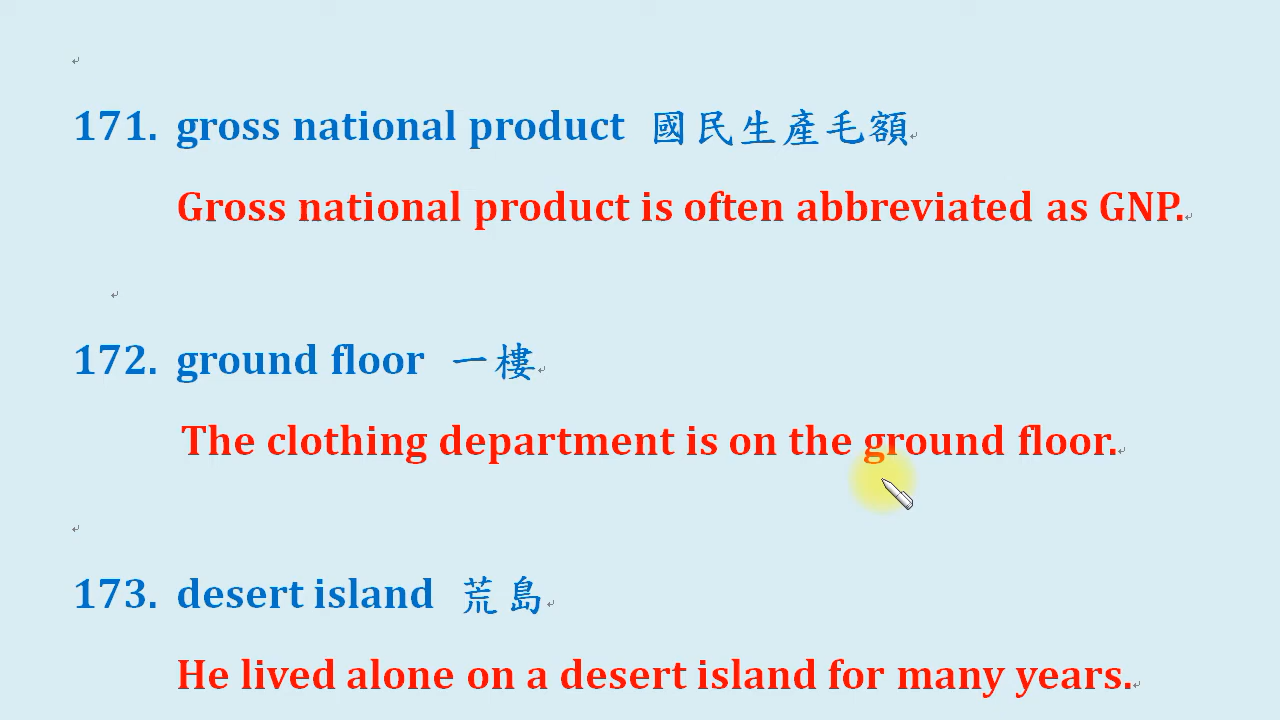 171. gross national product 國民生產毛額
Gross national product is often abbreviated as GNP.
172. ground floor 一樓
The clothing department is on the ground floor.
173. desert island 荒島
He lived alone on a desert island for many years.